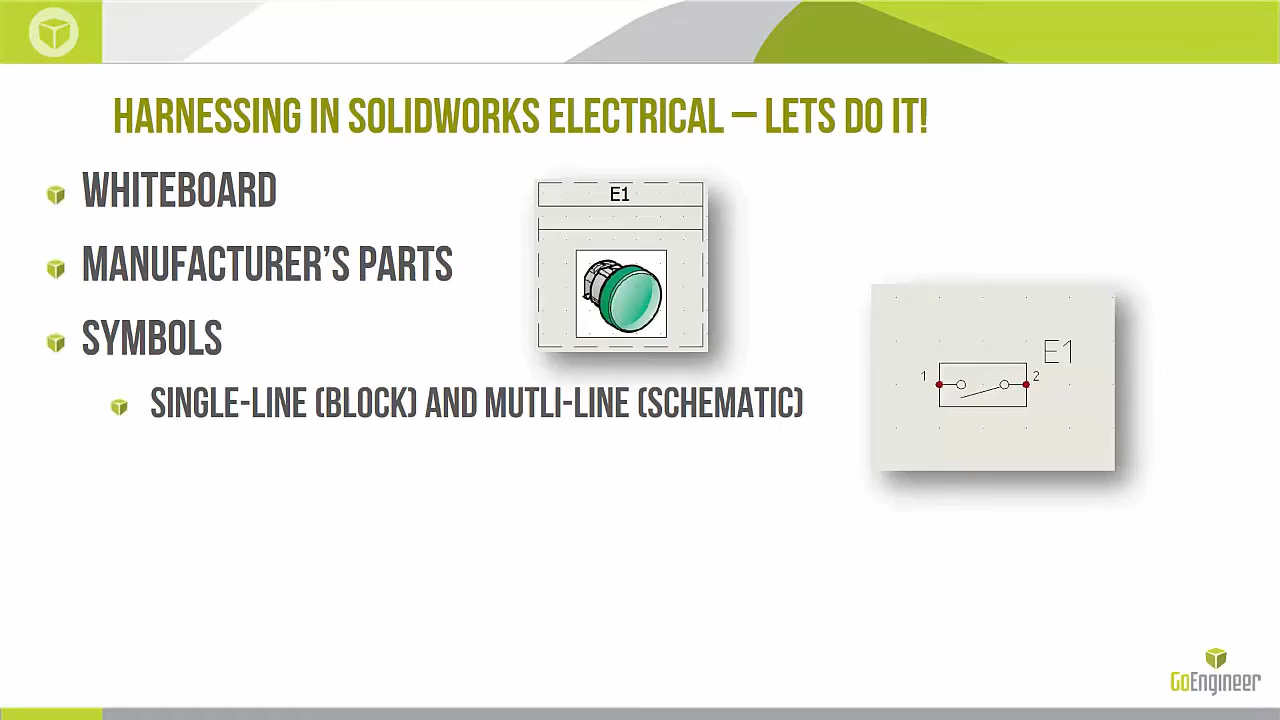 HARNESSING IN SOLIDWORKS ELECTRICAL – LETS DO IT!
WHITEBOARD
MANUFACTURER’S PARTS
SYMBOLS
SINGLE-LINE (BLOCK) AND MUTLI-LINE (SCHEMATIC)
E1
E1
1
2
GoEngineer